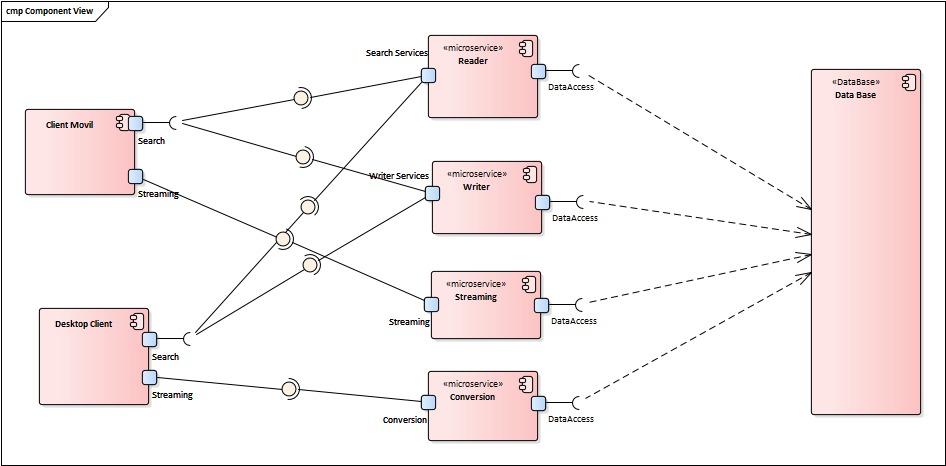 cmp Component View
Search Services
«microservice»
Reader
DataAccess
«DataBase»
Data Base
Client Movil
Search
Streaming
Writer Services
«microservice»
Writer
DataAccess
«microservice»
Streaming
Streaming
DataAccess
Desktop Client
Search
Streaming
«microservice»
Conversion
Conversion
DataAccess